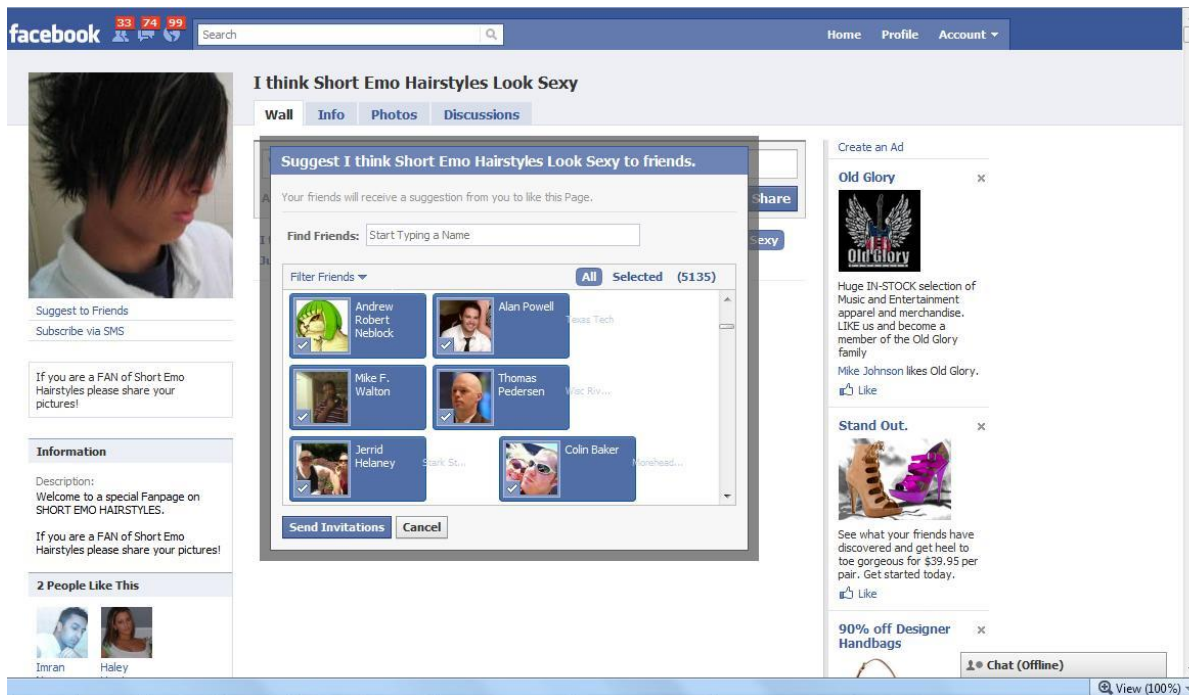 facebook
33 74 99
Search
Home Profile Account
I think Short Emo Hairstyles Look Sexy
Wall Info Photos Discussions
Suggest I think Short Emo Hairstyles Look Sexy to friends.
Your friends will receive a suggestion from you to like this Page.
Share
Find Friends: Start Typing a Name
Sexy
Filter Friends All Selected (5135)
Andrew
Robert
Neblock
Alan Powell
Texas Tech
Mike F.
Walton
Thomas
Pedersen
Wisc Riv...
Jerrid
Helaney
Stark St...
Colin Baker
Morehead...
Send Invitations Cancel
Suggest to Friends
Subscribe via SMS
If you are a FAN of Short Emo
Hairstyles please share your
pictures!
Information
Description:
Welcome to a special Fanpage on
SHORT EMO HAIRSTYLES.
If you are a FAN of Short Emo
Hairstyles please share your pictures!
2 People Like This
Imran
Haley
Create an Ad
Old Glory
Old Glory
Huge IN-STOCK selection of
Music and Entertainment
apparel and merchandise.
LIKE us and become a
member of the Old Glory
family
Mike Johnson likes Old Glory.
Like
Stand Out.
See what your friends have
discovered and get heel to
toe gorgeous for $39.95 per
pair. Get started today.
Like
90% off Designer
Handbags
Chat (Offline)
View (100%)